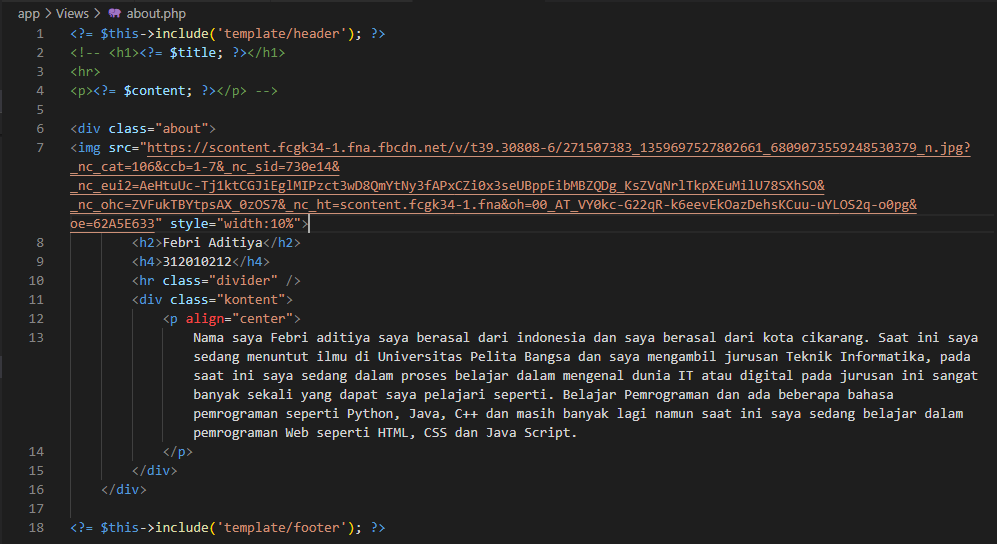 app > Views > about.php
1 <?= $this->include('template/header'); ?>
2 <!-- <h1><?= $title; ?></h1>
3 <hr>
4 <p><?= $content; ?></p> -->
5
6 <div class="about">
7 <img src="https://scontent.fcgk34-1.fna.fbcdn.net/v/t39.30808-6/271507383_1359697527802661_6809073559248530379_n.jpg?
_nc_cat=106&ccb=1-7&_nc_sid=730e14&
_nc_eui2=AeHtuUc-Tj1ktCGJiEglMIPzct3wD8QmYtNy3fAPxCZi0x3seUBppEibMBZQDg_KsZVqNrlTkpXEuMilU78SXhSO&
_nc_ohc=ZVFukTBYtpsAX_0zOS7&_nc_ht=scontent.fcgk34-1.fna&oh=00_AT_VY0kc-G22qR-k6eevEkOazDehsKCuu-uYLOS2q-o0pg&
oe=62A5E633" style="width:10%">
8 <h2>Febri Aditiya</h2>
9 <h4>312010212</h4>
10 <hr class="divider" />
11 <div class="kontent">
12 <p align="center">
13 Nama saya Febri aditiya saya berasal dari indonesia dan saya berasal dari kota cikarang. Saat ini saya
sedang menuntut ilmu di Universitas Pelita Bangsa dan saya mengambil jurusan Teknik Informatika, pada
saat ini saya sedang dalam proses belajar dalam mengenal dunia IT atau digital pada jurusan ini sangat
banyak sekali yang dapat saya pelajari seperti. Belajar Pemrograman dan ada beberapa bahasa
pemrograman seperti Python, Java, C++ dan masih banyak lagi namun saat ini saya sedang belajar dalam
pemrograman Web seperti HTML, CSS dan Java Script.
14 </p>
15 </div>
16 </div>
17
18 <?= $this->include('template/footer'); ?>